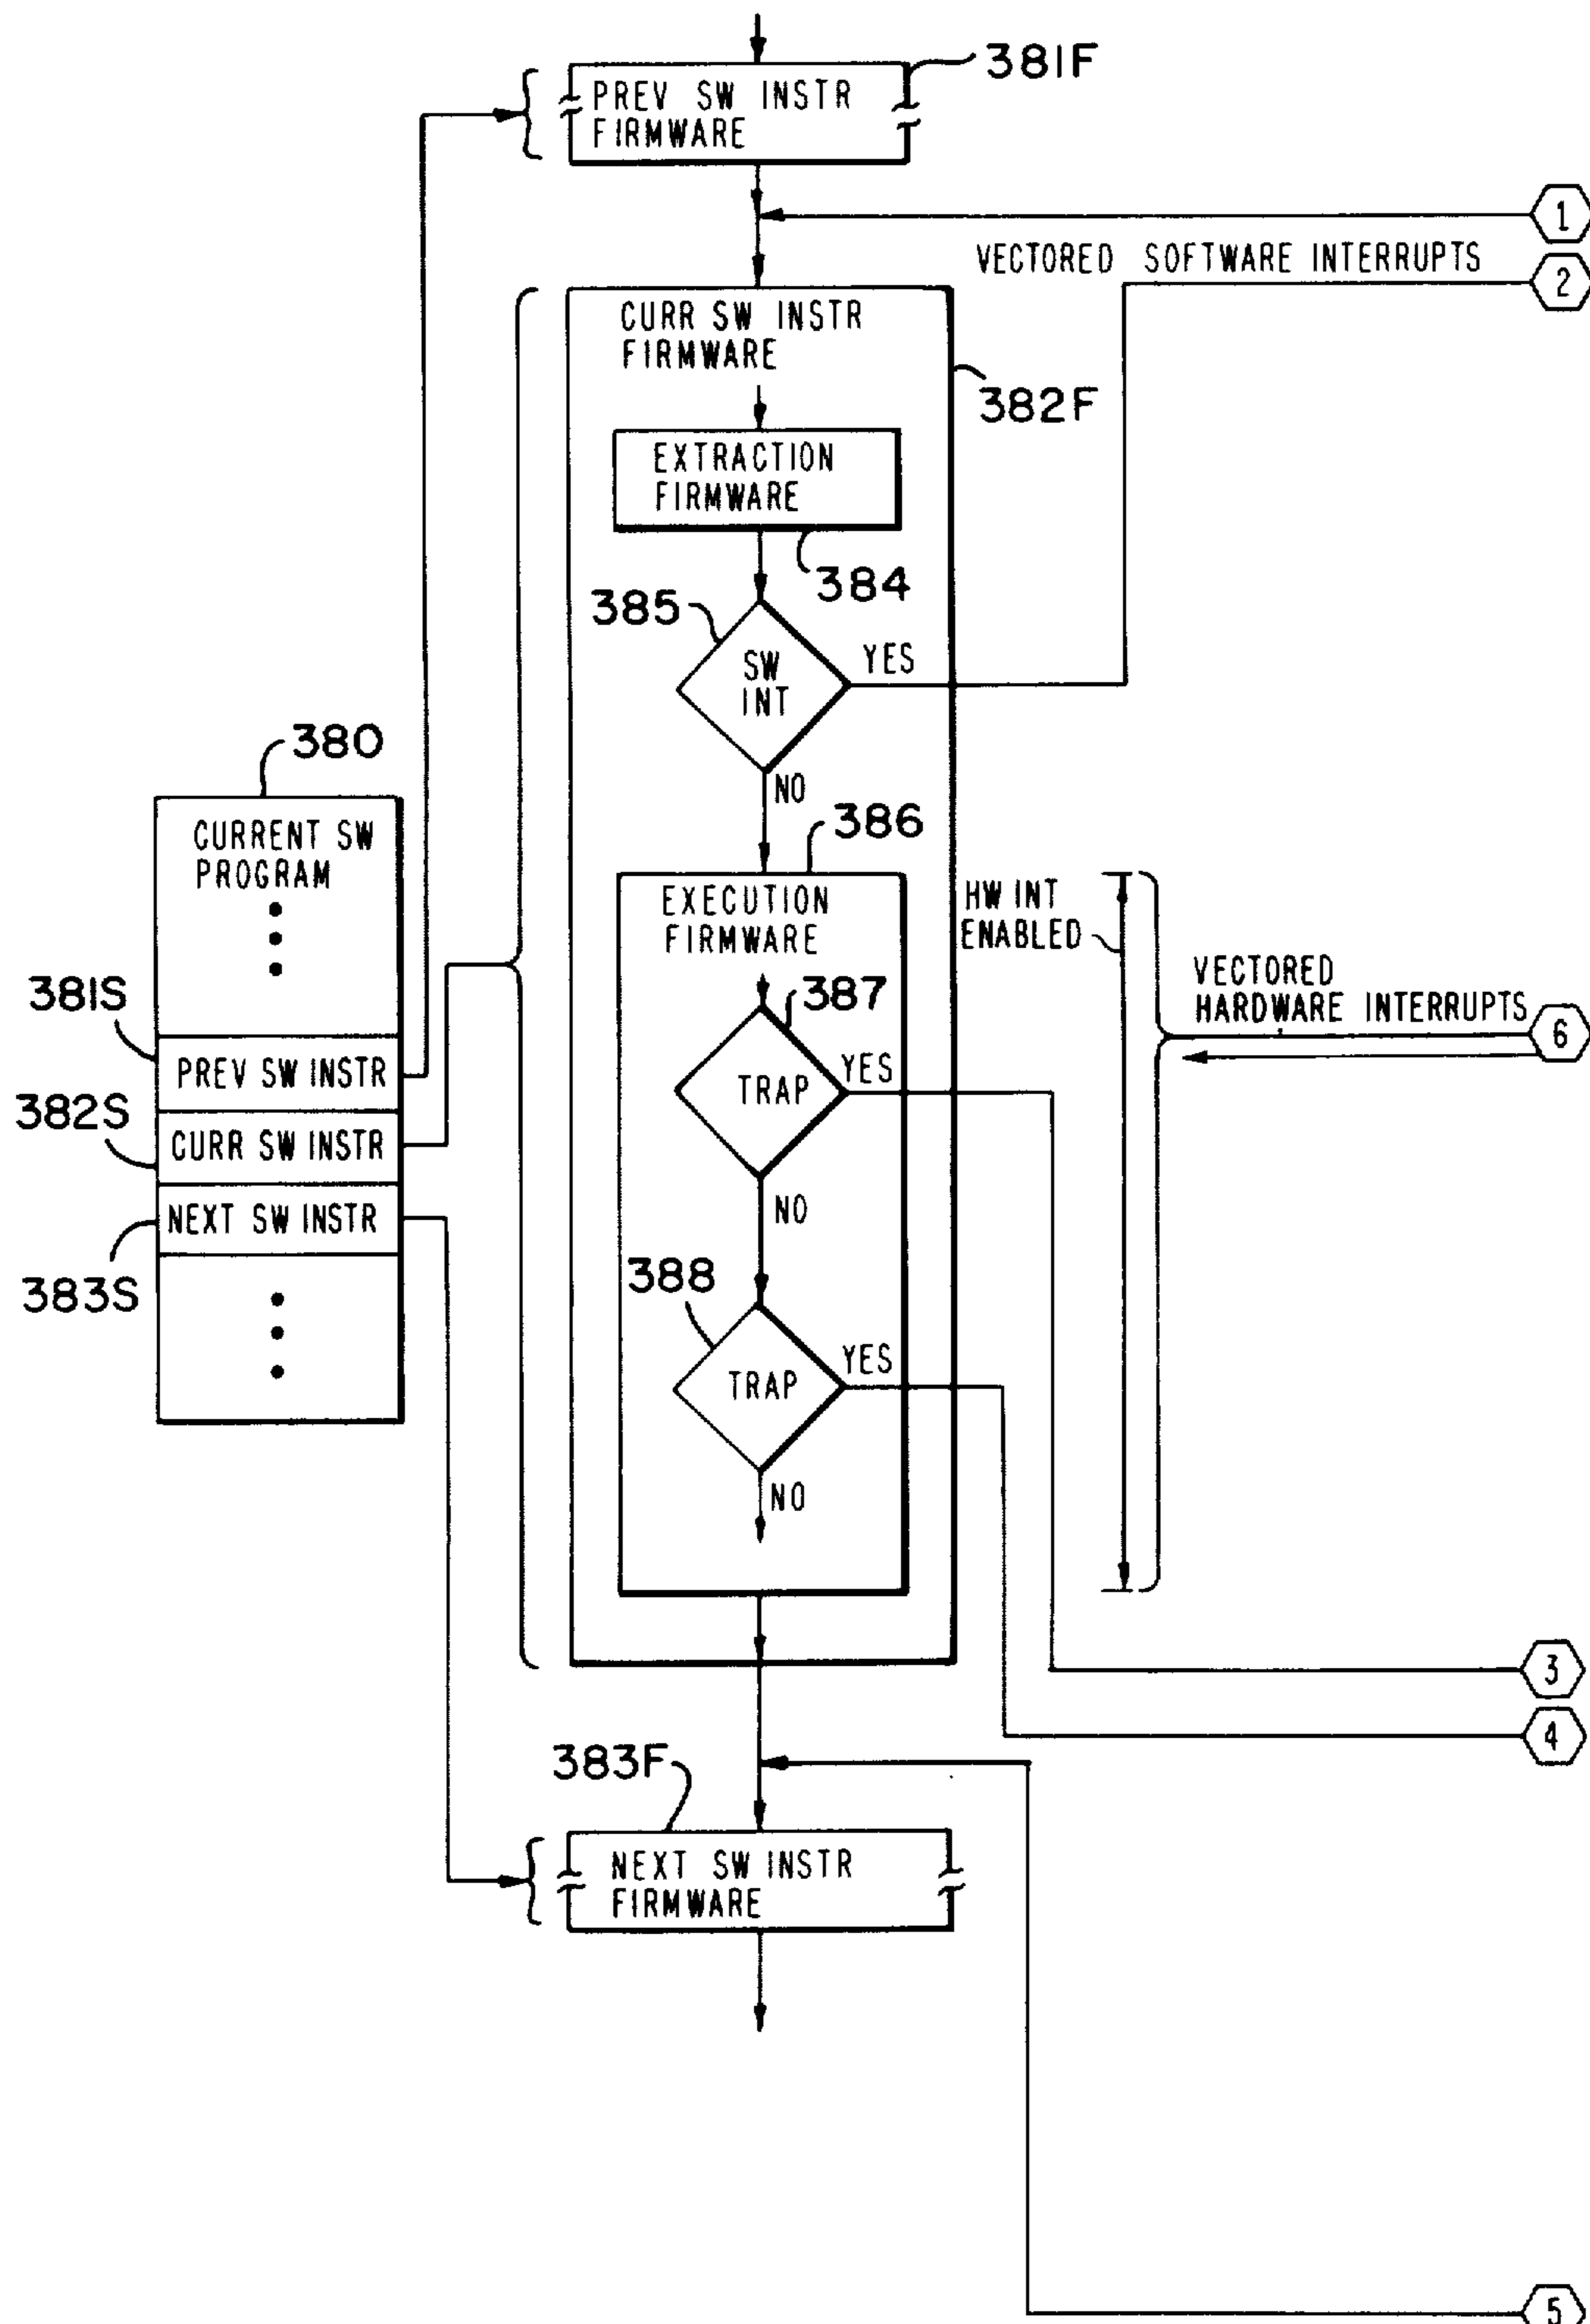 381F
PREV SW INSTR
FIRMWARE
1
VECTORED SOFTWARE INTERRUPTS
2
CURR SW INSTR
FIRMWARE
382F
EXTRACTION
FIRMWARE
384
385
SW
INT
YES
NO
380
CURRENT SW
PROGRAM
386
EXECUTION
FIRMWARE
HW INT
ENABLED
VECTORED
HARDWARE INTERRUPTS
6
381S
PREV SW INSTR
387
TRAP
YES
382S
CURR SW INSTR
NO
NEXT SW INSTR
383S
388
TRAP
YES
NO
3
4
383F
NEXT SW INSTR
FIRMWARE
5